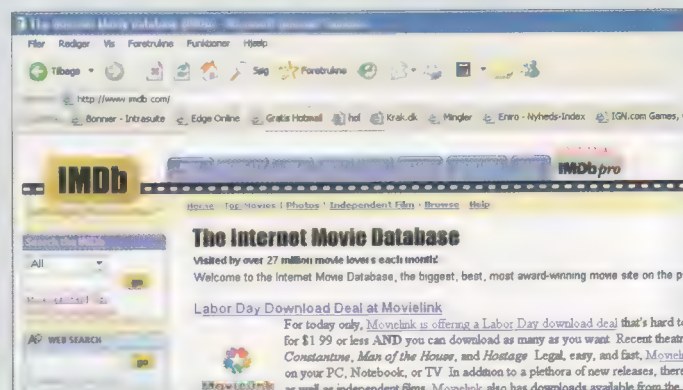 Filer Rediger Vis Foretrukne Funktioner Hjælp
Tilbage Søg Foretrukne
http://www imdb com/
Bonnier - Intrasuite Edge Online Gratis Hotmail hol Krak.dk Mingler Eniro - Nyheds-Index IGN.com Games,
IMDb IMDbpro
Home Top Movies | Photos Independent Film Browse Help
Search the IMDb
The Internet Movie Database
All
Visited by over 27 million movie lovers each month!
go
Welcome to the Internet Movie Database, the biggest, best, most award-winning movie site on the p
Labor Day Download Deal at Movielink
For today only, Movielink is offering a Labor Day download deal that's hard to
WEB SEARCH
for $1 99 or less AND you can download as many as you want Recent theatr
go
Constantine, Man of the House, and Hostage Legal, easy, and fast, Movieli
on your PC, Notebook, or TV In addition to a plethora of new releases, there
Movielink
as well as independent films. Movielink also has downloads available from the